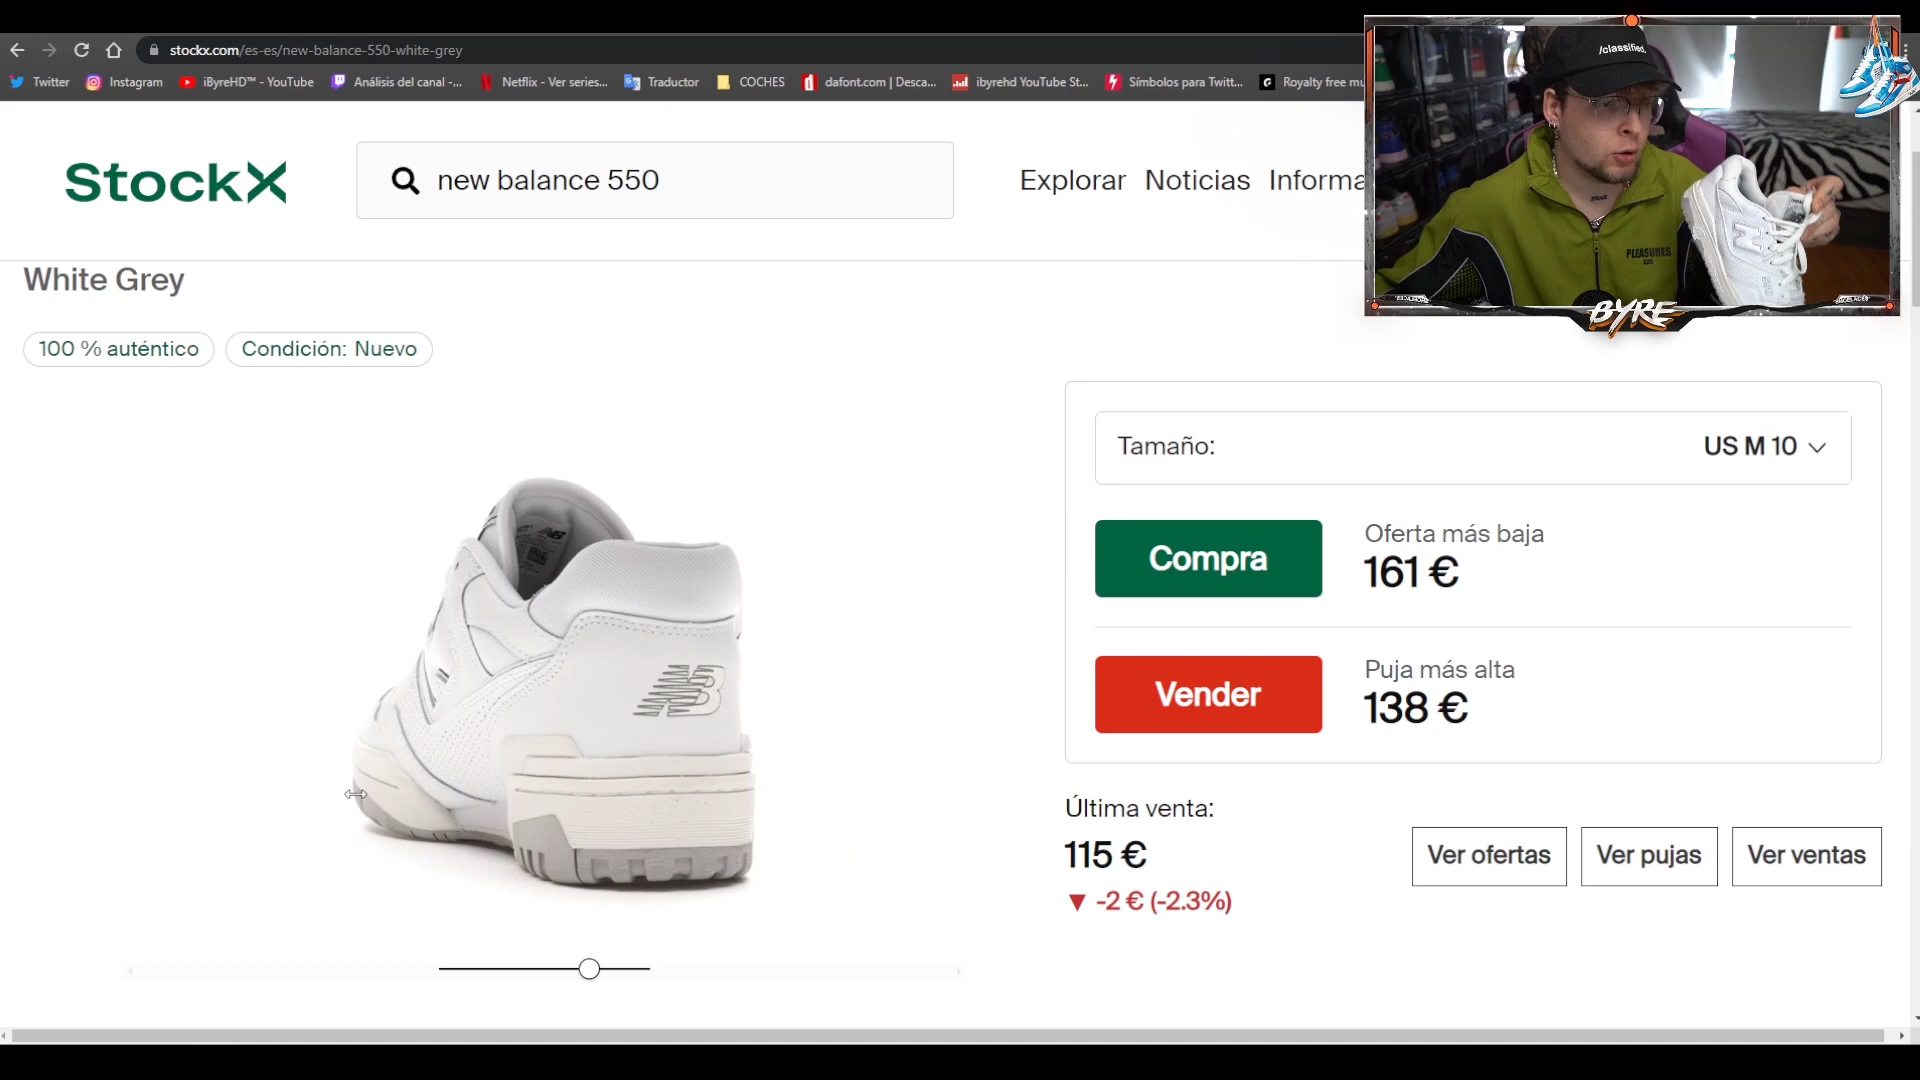 stockx.com/es-es/new-balance-550-white-grey
Twitter
Instagram
iByreHD™ - YouTube
Análisis del canal -...
Netflix - Ver series...
Traductor
COCHES
dafont.com | Desca...
ibyrehd YouTube St...
Símbolos para Twitt...
Royalty free mu
StockX
new balance 550
Explorar
Noticias
Informa
/classified.
PLEASURES
BYRE
White Grey
100 % auténtico
Condición: Nuevo
Tamaño:
US M 10
Compra
Oferta más baja
161 €
Vender
Puja más alta
138 €
Última venta:
115 €
▼ -2 € (-2.3%)
Ver ofertas
Ver pujas
Ver ventas